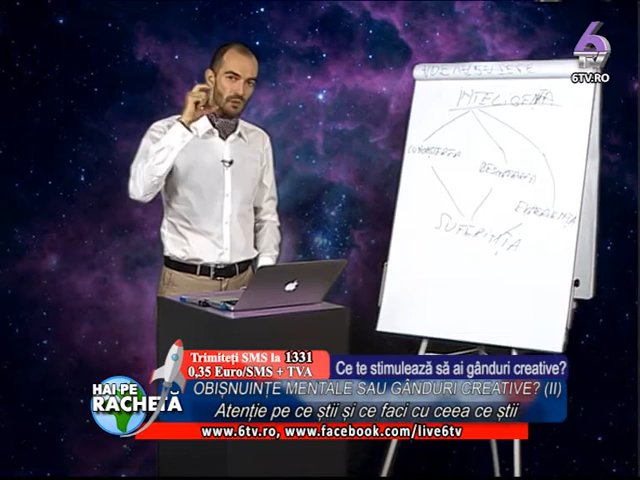 6
TV
6TV.RO
INTELIGENȚA
CUNOAȘTEREA
EXPERIENȚA
SUFERINȚA
Trimiteți SMS la 1331
0,35 Euro/SMS + TVA
Ce te stimulează să ai gânduri creative?
HAI PE
RACHETĂ
OBIȘNUINȚE MENTALE SAU GÂNDURI CREATIVE? (II)
Atenție pe ce știi și ce faci cu ceea ce știi
www.6tv.ro, www.facebook.com/live6tv